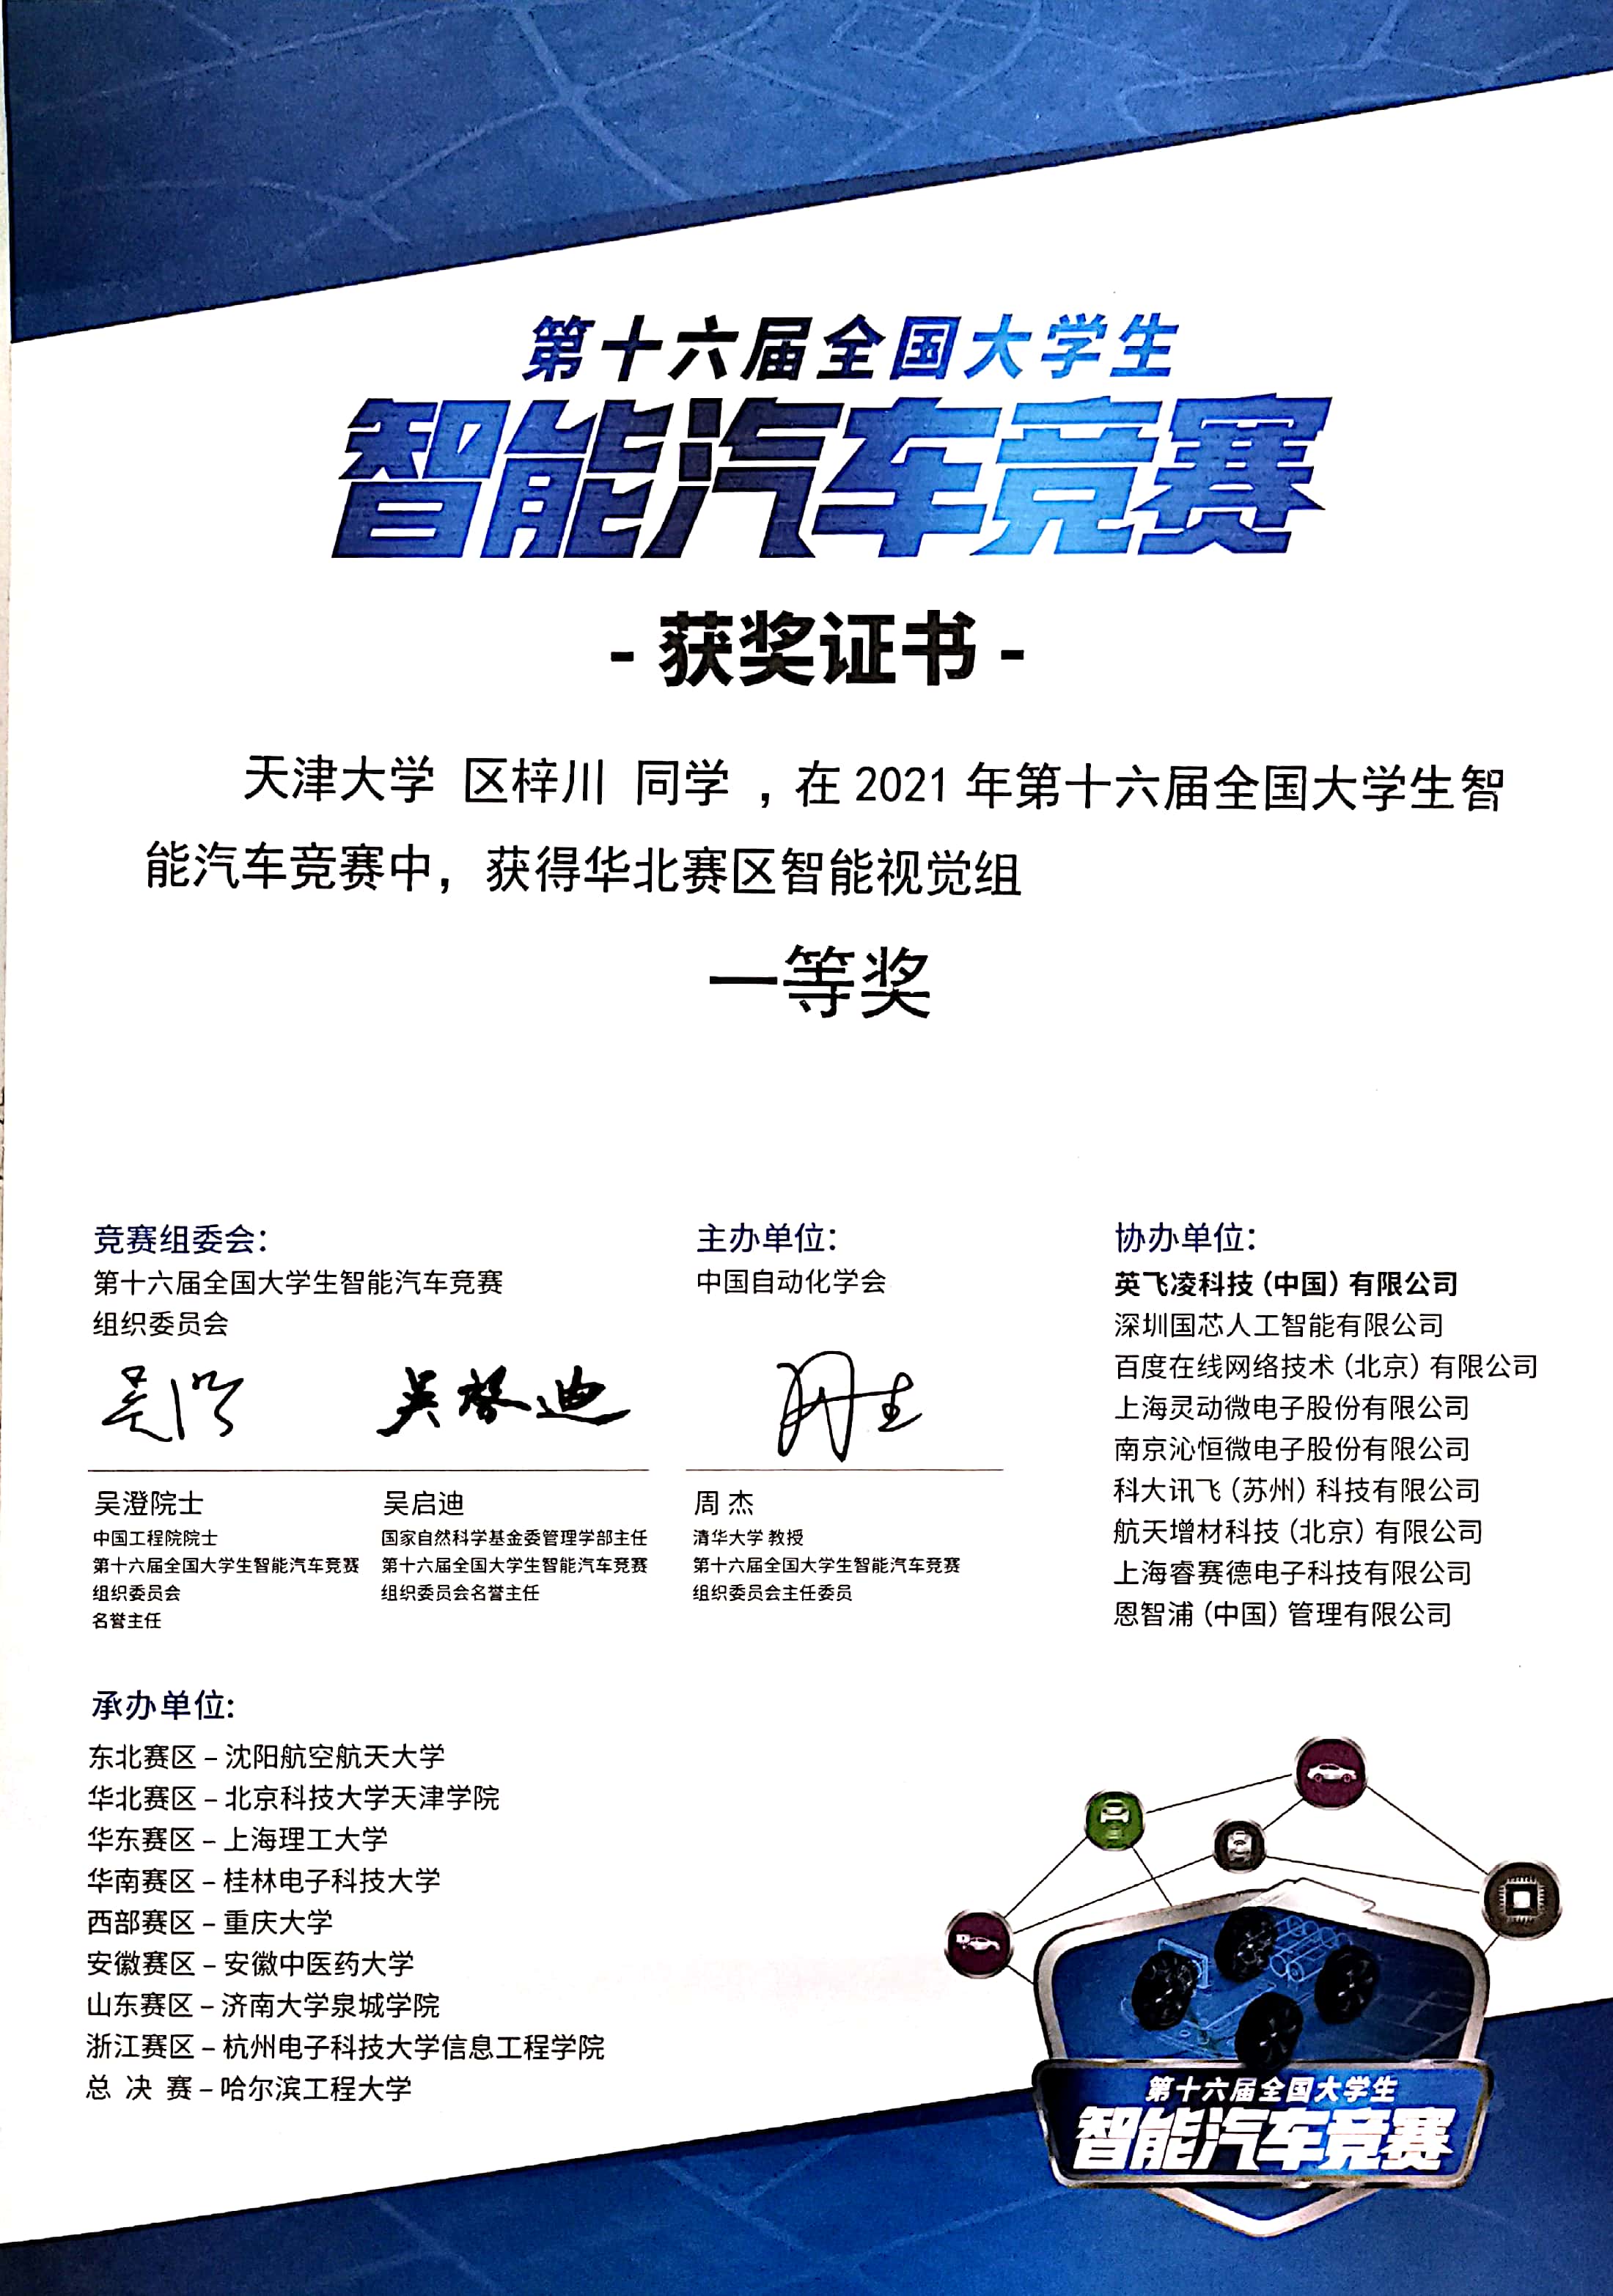 第十六届全国大学生
智能汽车竞赛
- 获奖证书 -
天津大学 区梓川 同学 ，在 2021 年第十六届全国大学生智
能汽车竞赛中，获得华北赛区智能视觉组
一等奖
竞赛组委会：
第十六届全国大学生智能汽车竞赛
组织委员会
吴澄
吴启迪
吴澄院士
中国工程院院士
第十六届全国大学生智能汽车竞赛
组织委员会
名誉主任
吴启迪
国家自然科学基金委管理学部主任
第十六届全国大学生智能汽车竞赛
组织委员会名誉主任
主办单位：
中国自动化学会
周杰
清华大学 教授
第十六届全国大学生智能汽车竞赛
组织委员会主任委员
协办单位：
英飞凌科技（中国）有限公司
深圳国芯人工智能有限公司
百度在线网络技术（北京）有限公司
上海灵动微电子股份有限公司
南京沁恒微电子股份有限公司
科大讯飞（苏州）科技有限公司
航天增材科技（北京）有限公司
上海睿赛德电子科技有限公司
恩智浦（中国）管理有限公司
承办单位:
东北赛区 – 沈阳航空航天大学
华北赛区 – 北京科技大学天津学院
华东赛区 – 上海理工大学
华南赛区 – 桂林电子科技大学
西部赛区 – 重庆大学
安徽赛区 – 安徽中医药大学
山东赛区 – 济南大学泉城学院
浙江赛区 – 杭州电子科技大学信息工程学院
总 决 赛 – 哈尔滨工程大学
第十六届全国大学生
智能汽车竞赛